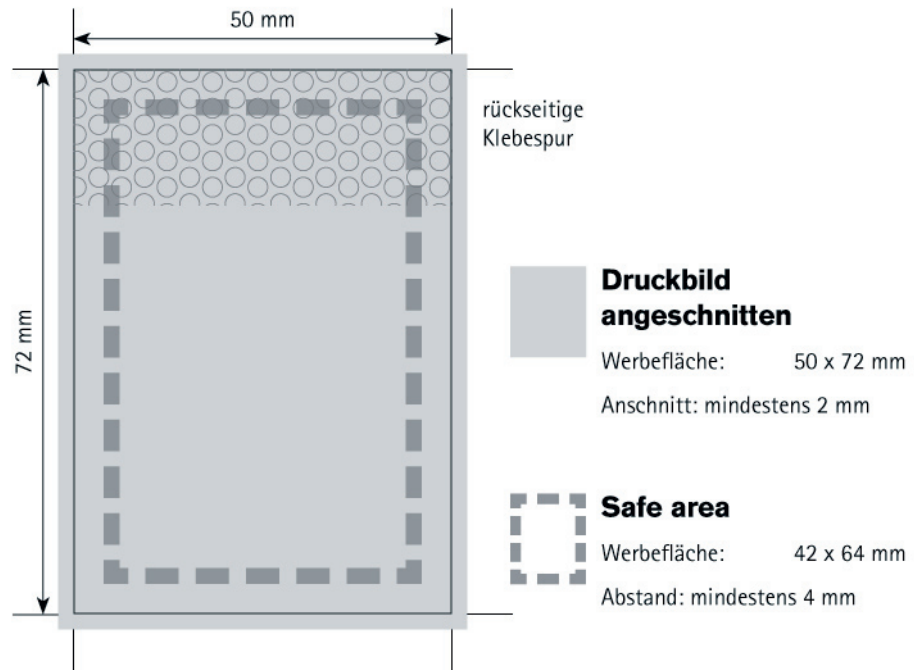 50 mm
rückseitige
Klebespur
72 mm
Druckbild
angeschnitten
Werbefläche: 50 x 72 mm
Anschnitt: mindestens 2 mm
Safe area
Werbefläche: 42 x 64 mm
Abstand: mindestens 4 mm